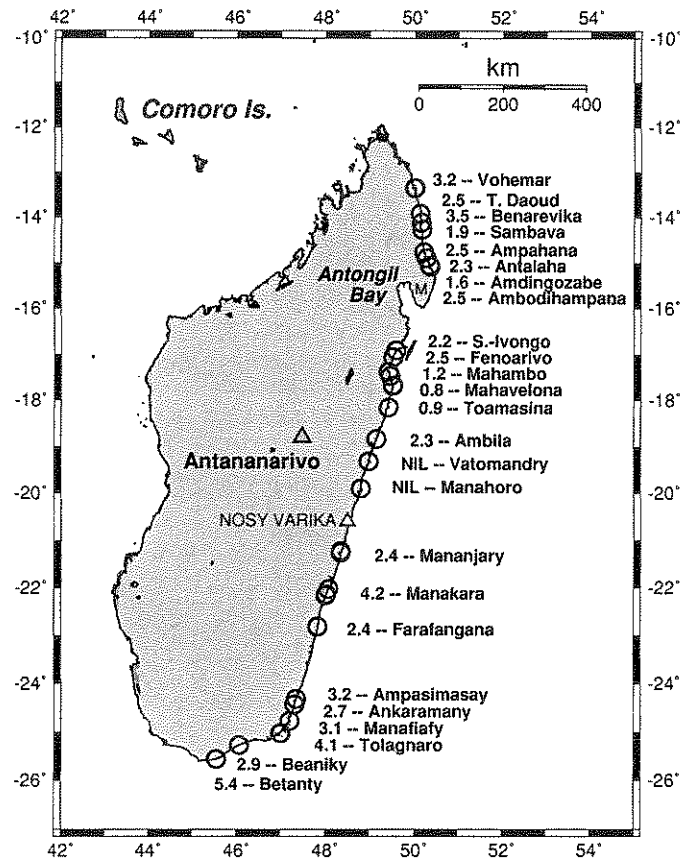 42˚ 44˚ 46˚ 48˚ 50˚ 52˚ 54˚
-10˚ -10˚
km
0 200 400
Comoro Is.
-12˚ -12˚
3.2 -- Vohemar
2.5 -- T. Daoud
-14˚ 3.5 -- Benarevika -14˚
1.9 -- Sambava
2.5 -- Ampahana
Antongil 2.3 -- Antalaha
Bay M 1.6 -- Amdingozabe
-16˚ 2.5 -- Ambodihampana -16˚
2.2 -- S.-Ivongo
2.5 -- Fenoarivo
1.2 -- Mahambo
0.8 -- Mahavelona
-18˚ 0.9 -- Toamasina -18˚
2.3 -- Ambila
Antananarivo NIL -- Vatomandry
-20˚ NIL -- Manahoro -20˚
NOSY VARIKA
2.4 -- Mananjary
-22˚ 4.2 -- Manakara -22˚
2.4 -- Farafangana
-24˚ 3.2 -- Ampasimasay -24˚
2.7 -- Ankaramany
3.1 -- Manafiafy
4.1 -- Tolagnaro
2.9 -- Beaniky
-26˚ 5.4 -- Betanty -26˚
42˚ 44˚ 46˚ 48˚ 50˚ 52˚ 54˚